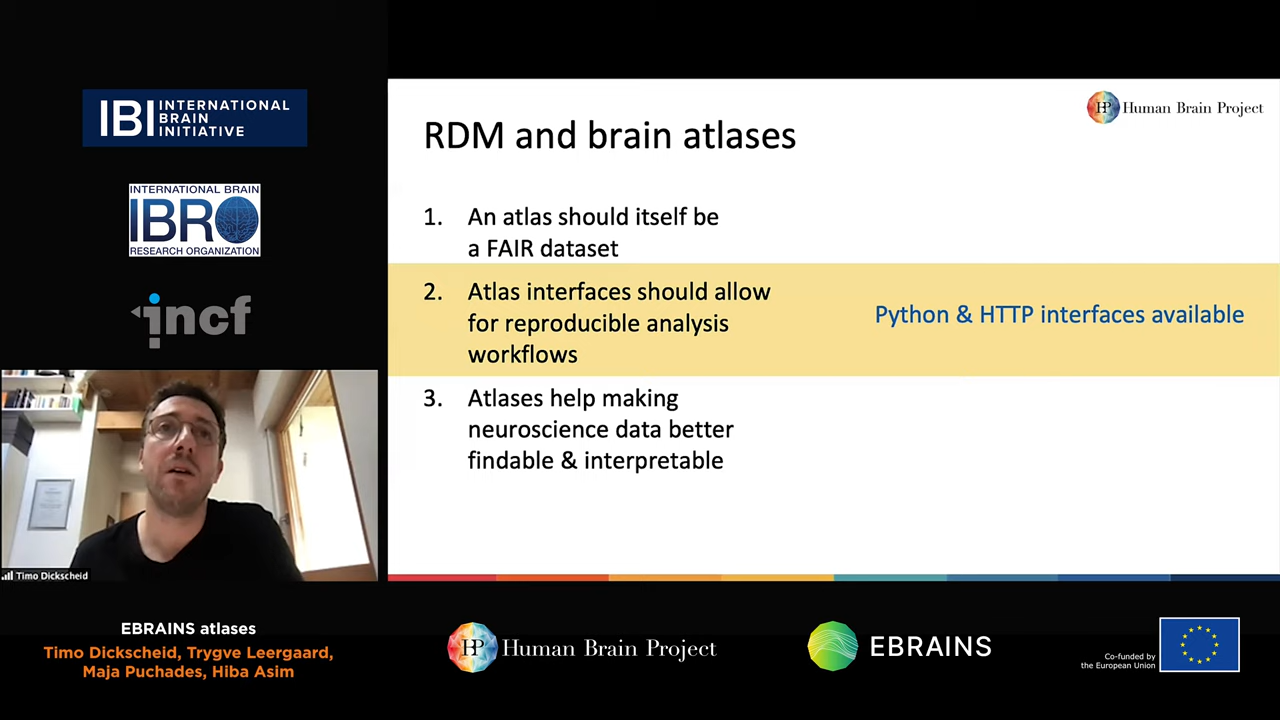 IBI INTERNATIONAL
BRAIN
INITIATIVE
INTERNATIONAL BRAIN
IBRO
RESEARCH ORGANIZATION
incf
Timo Dickscheid
EBRAINS atlases
Timo Dickscheid, Trygve Leergaard,
Maja Puchades, Hiba Asim
HBP Human Brain Project
RDM and brain atlases
1. An atlas should itself be
a FAIR dataset
2. Atlas interfaces should allow
for reproducible analysis
workflows
Python & HTTP interfaces available
3. Atlases help making
neuroscience data better
findable & interpretable
HBP Human Brain Project
EBRAINS
Co-funded by
the European Union